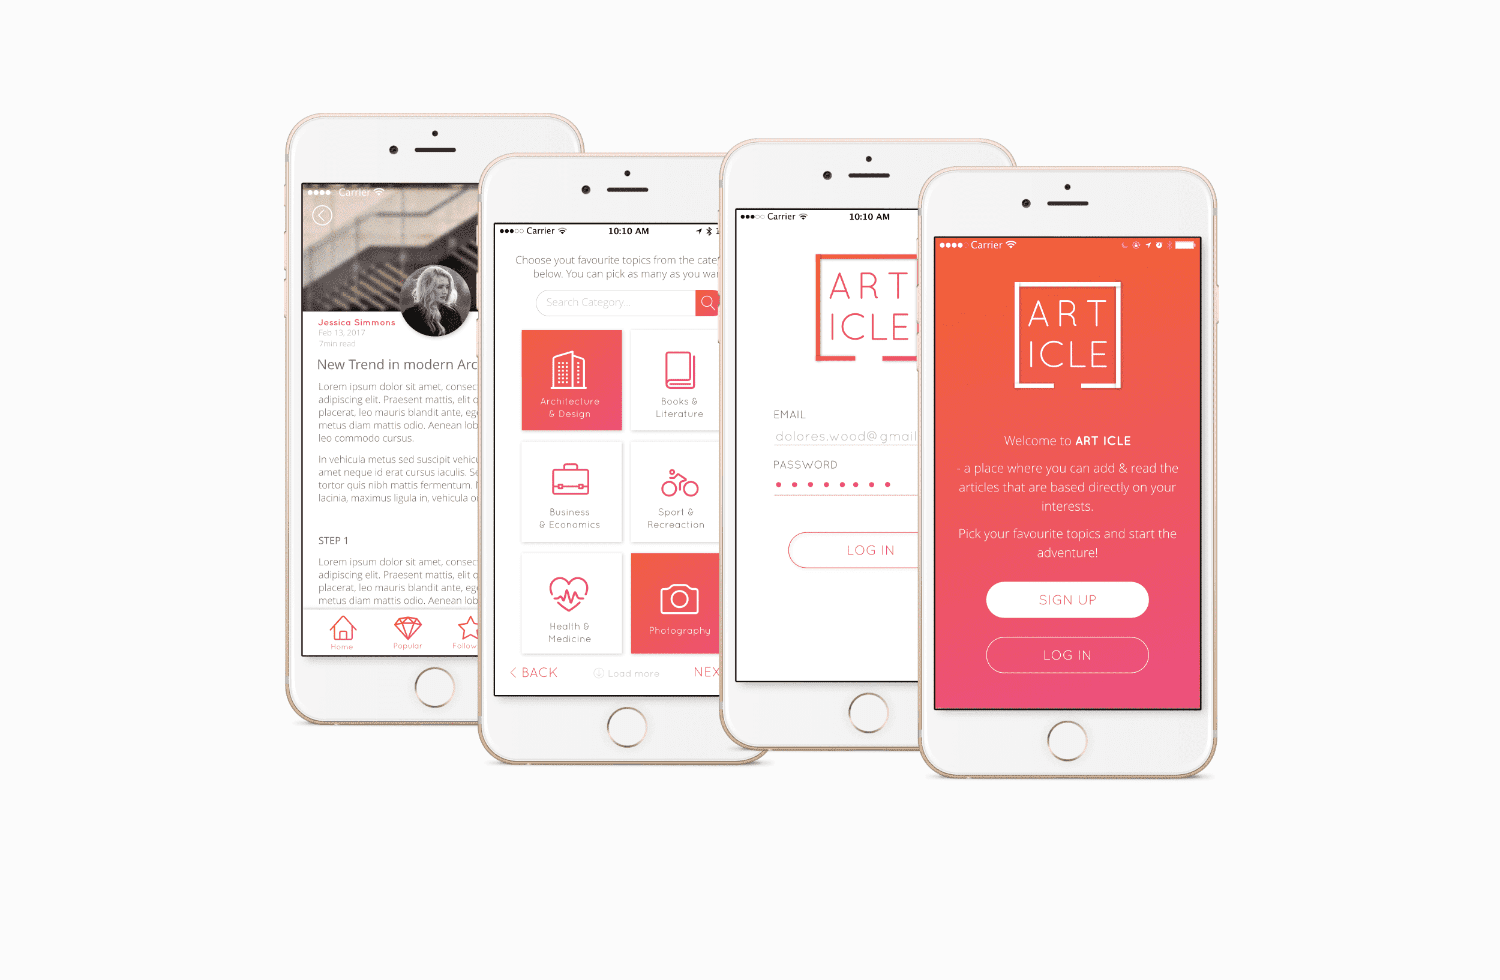 Carrier
Jessica Simmons
Feb 13, 2017
7min read
New Trend in modern Arc
Lorem ipsum dolor sit amet, consec
adipiscing elit. Praesent mattis, elit c
placerat, leo mauris blandit ante, eg
metus diam mattis odio. Aenean lob
leo commodo cursus.
In vehicula metus sed suscipit vehic
amet neque id erat cursus iaculis. Se
tortor quis nibh mattis fermentum. F
lacinia, maximus ligula in, vehicula o
STEP 1
Lorem ipsum dolor sit amet, consec
adipiscing elit. Praesent mattis, elit c
placerat, leo mauris blandit ante, eg
metus diam mattis odio. Aenean lob
Home Popular Follow
Carrier 10:10 AM 1
Choose yout favourite topics from the cate
below. You can pick as many as you wan
Search Category...
Architecture
& Design
Books &
Literature
Business
& Economics
Sport &
Recreaction
Health &
Medicine
Photography
BACK Load more NEX
Carrier 10:10 AM
ART
ICLE
EMAIL
dolores.wood@gmail
PASSWORD
LOG IN
Carrier
ART
ICLE
Welcome to ART ICLE
- a place where you can add & read the
articles that are based directly on your
interests.
Pick your favourite topics and start the
adventure!
SIGN UP
LOG IN